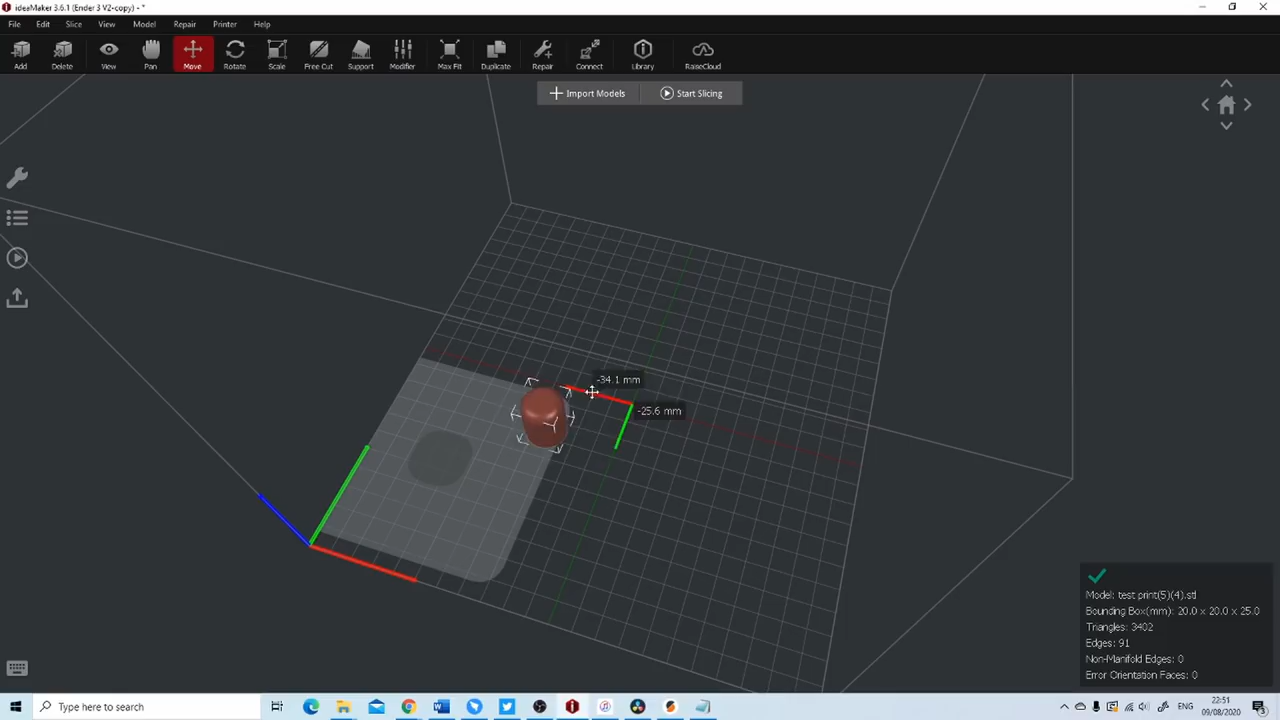 ideaMaker 3.6.1 (Ender 3 V2-copy) - *
File Edit Slice View Model Repair Printer Help
Add Delete View Pan Move Rotate Scale Free Cut Support Modifier Max Fit Duplicate Repair Connect Library RaiseCloud
Import Models Start Slicing
-34.1 mm
-25.6 mm
Model: test print(5)(4).stl
Bounding Box(mm): 20.0 x 20.0 x 25.0
Triangles: 3402
Edges: 91
Non-Manifold Edges: 0
Error Orientation Faces: 0
Type here to search
ENG
22:51
09/08/2020